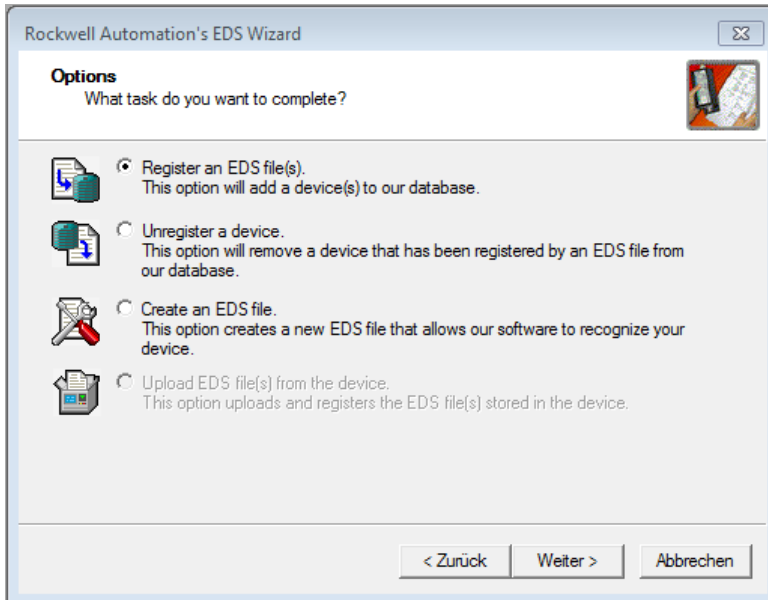 Rockwell Automation's EDS Wizard
Options
What task do you want to complete?
Register an EDS file(s).
This option will add a device(s) to our database.
Unregister a device.
This option will remove a device that has been registered by an EDS file from
our database.
Create an EDS file.
This option creates a new EDS file that allows our software to recognize your
device.
Upload EDS file(s) from the device.
This option uploads and registers the EDS file(s) stored in the device.
< Zurück
Weiter >
Abbrechen